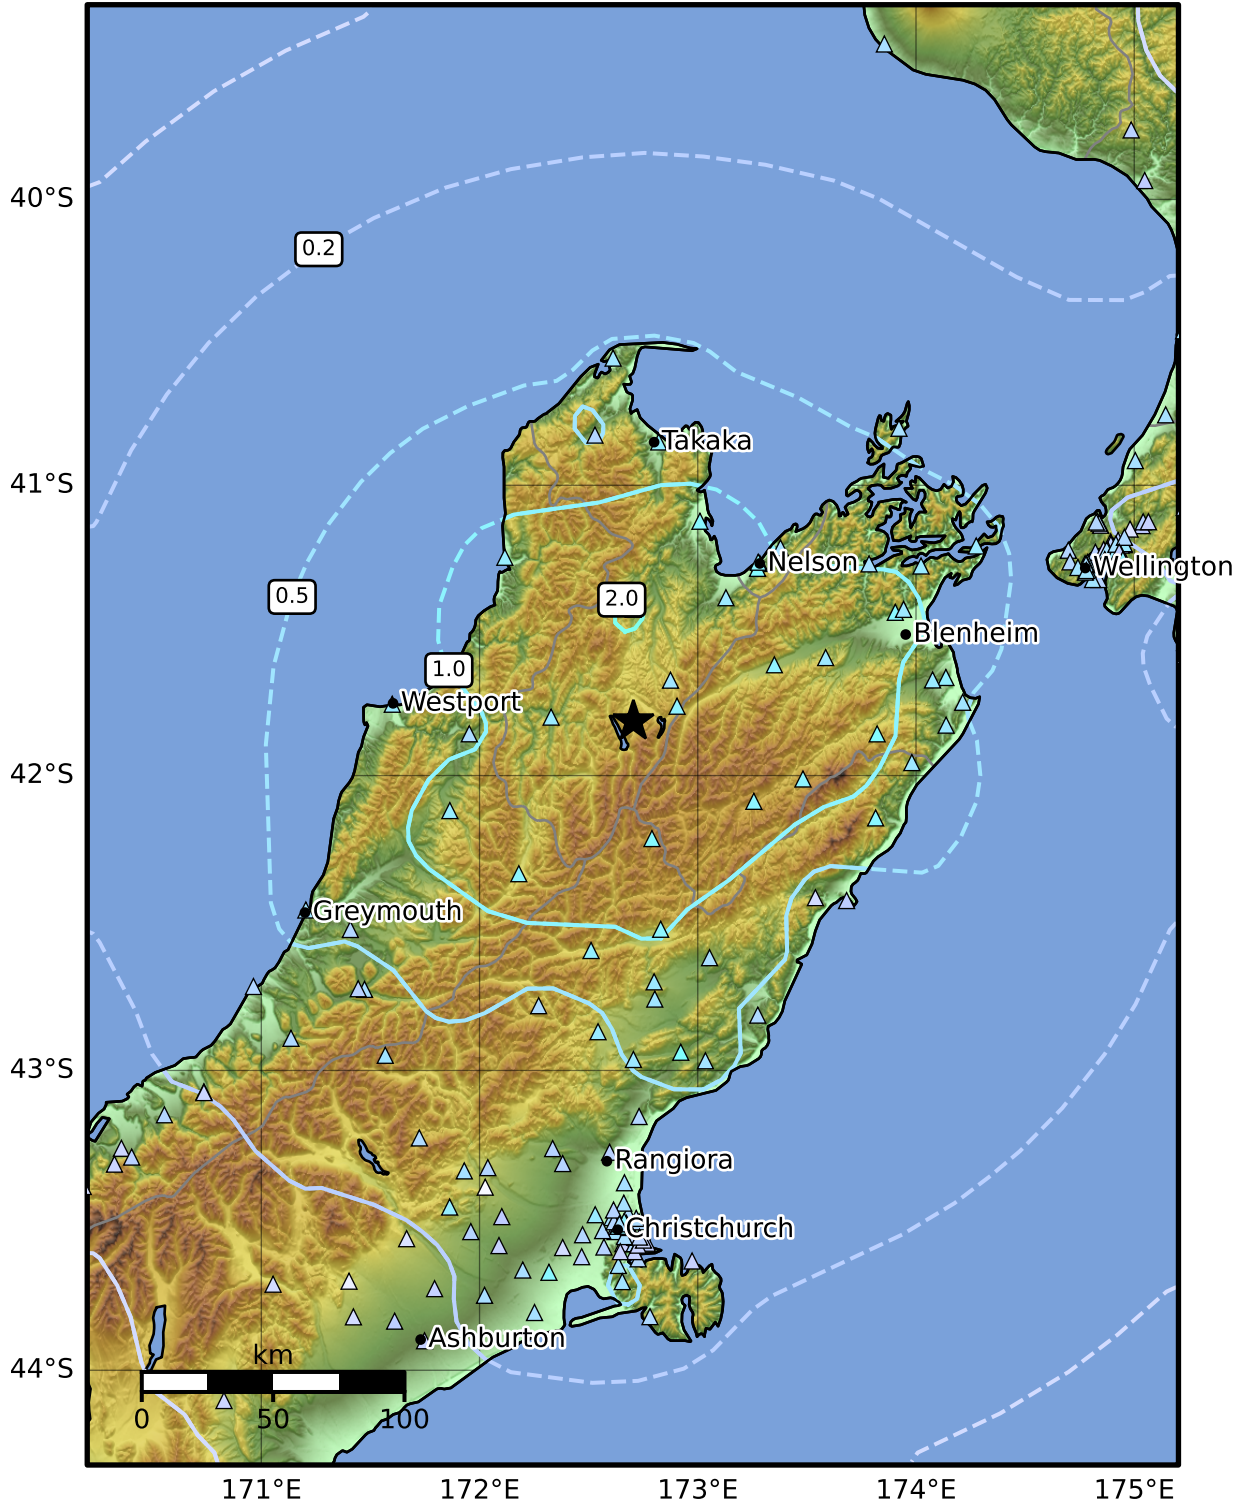 40°S
0.2
Takaka
41°S
Nelson
Wellington
0.5
2.0
Blenheim
1.0
Westport
42°S
Greymouth
43°S
Rangiora
Christchurch
Ashburton
km
44°S
0 50 100
171°E 172°E 173°E 174°E 175°E